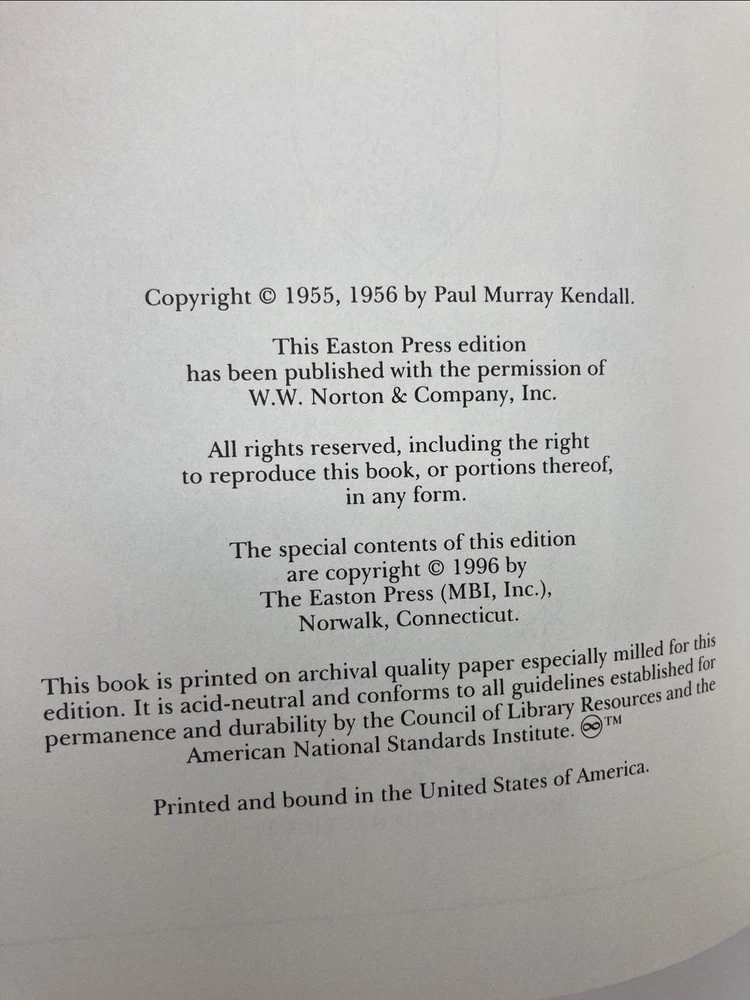 Copyright © 1955, 1956 by Paul Murray Kendall.
This Easton Press edition
has been published with the permission of
W.W. Norton & Company, Inc.
All rights reserved, including the right
to reproduce this book, or portions thereof,
in any form.
The special contents of this edition
are copyright © 1996 by
The Easton Press (MBI, Inc.),
Norwalk, Connecticut.
This book is printed on archival quality paper especially milled for this
edition. It is acid-neutral and conforms to all guidelines established for
permanence and durability by the Council of Library Resources and the
American National Standards Institute. ♾™
Printed and bound in the United States of America.